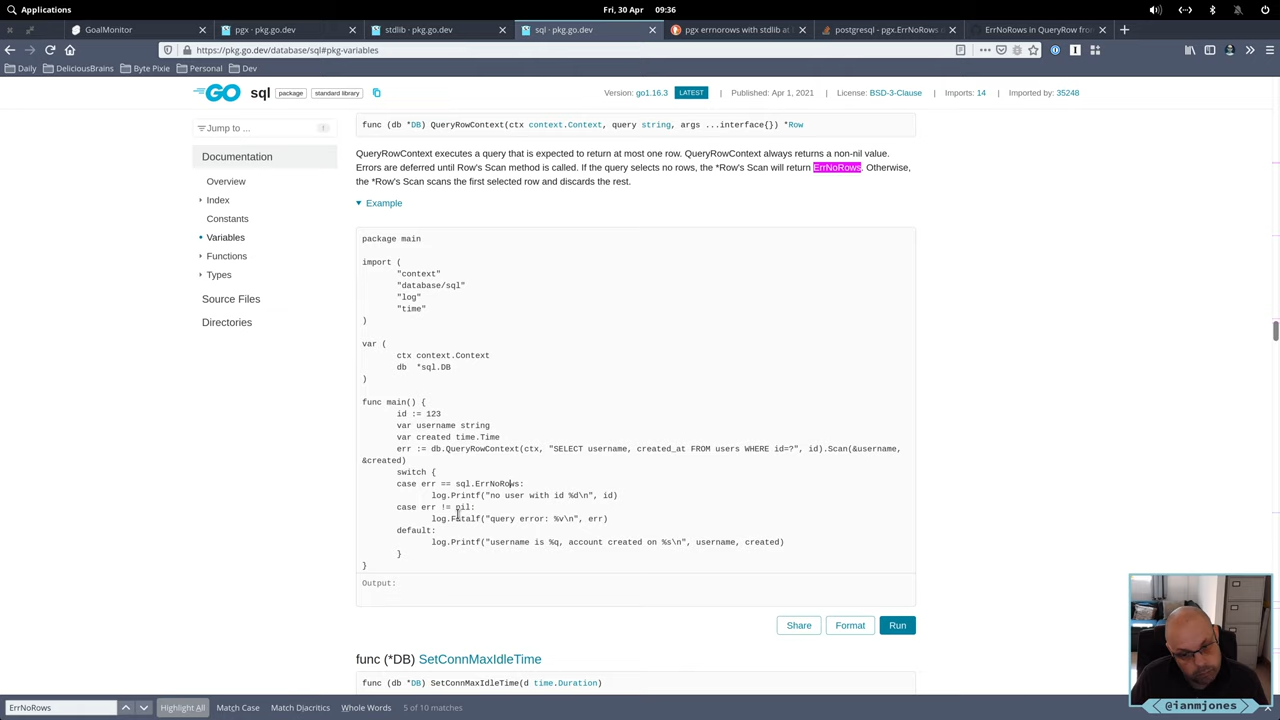 Applications
Fri, 30 Apr 09:36
GoalMonitor
pgx · pkg.go.dev
stdlib · pkg.go.dev
sql · pkg.go.dev
pgx errnorows with stdlib at D
postgresql - pgx.ErrNoRows d
ErrNoRows in QueryRow from
https://pkg.go.dev/database/sql#pkg-variables
Daily
DeliciousBrains
Byte Pixie
Personal
Dev
GO
sql
package
standard library
Version: go1.16.3
LATEST
Published: Apr 1, 2021
License: BSD-3-Clause
Imports: 14
Imported by: 35248
Jump to ...
Documentation
Overview
Index
Constants
Variables
Functions
Types
Source Files
Directories
func (db *DB) QueryRowContext(ctx context.Context, query string, args ...interface{}) *Row
QueryRowContext executes a query that is expected to return at most one row. QueryRowContext always returns a non-nil value.
Errors are deferred until Row's Scan method is called. If the query selects no rows, the *Row's Scan will return ErrNoRows. Otherwise,
the *Row's Scan scans the first selected row and discards the rest.
Example
package main
import (
"context"
"database/sql"
"log"
"time"
)
var (
ctx context.Context
db *sql.DB
)
func main() {
id := 123
var username string
var created time.Time
err := db.QueryRowContext(ctx, "SELECT username, created_at FROM users WHERE id=?", id).Scan(&username,
&created)
switch {
case err == sql.ErrNoRows:
log.Printf("no user with id %d\n", id)
case err != nil:
log.Fatalf("query error: %v\n", err)
default:
log.Printf("username is %q, account created on %s\n", username, created)
}
}
Output:
Share
Format
Run
func (*DB) SetConnMaxIdleTime
func (db *DB) SetConnMaxIdleTime(d time.Duration)
ErrNoRows
Highlight All
Match Case
Match Diacritics
Whole Words
5 of 10 matches
@ianmjones